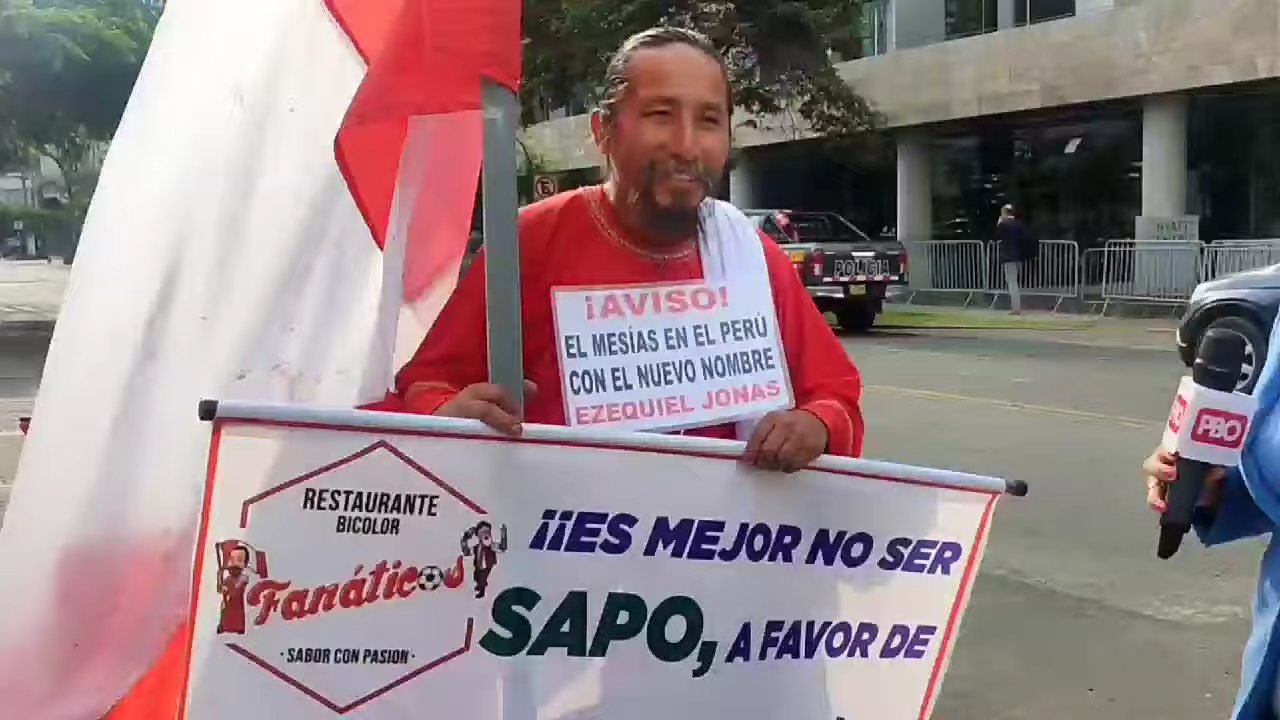 ¡AVISO!
EL MESÍAS EN EL PERÚ
CON EL NUEVO NOMBRE
EZEQUIEL JONAS
POLICIA
PBO
RESTAURANTE
BICOLOR
Fanáticos
· SABOR CON PASION ·
¡¡ES MEJOR NO SER
SAPO, A FAVOR DE